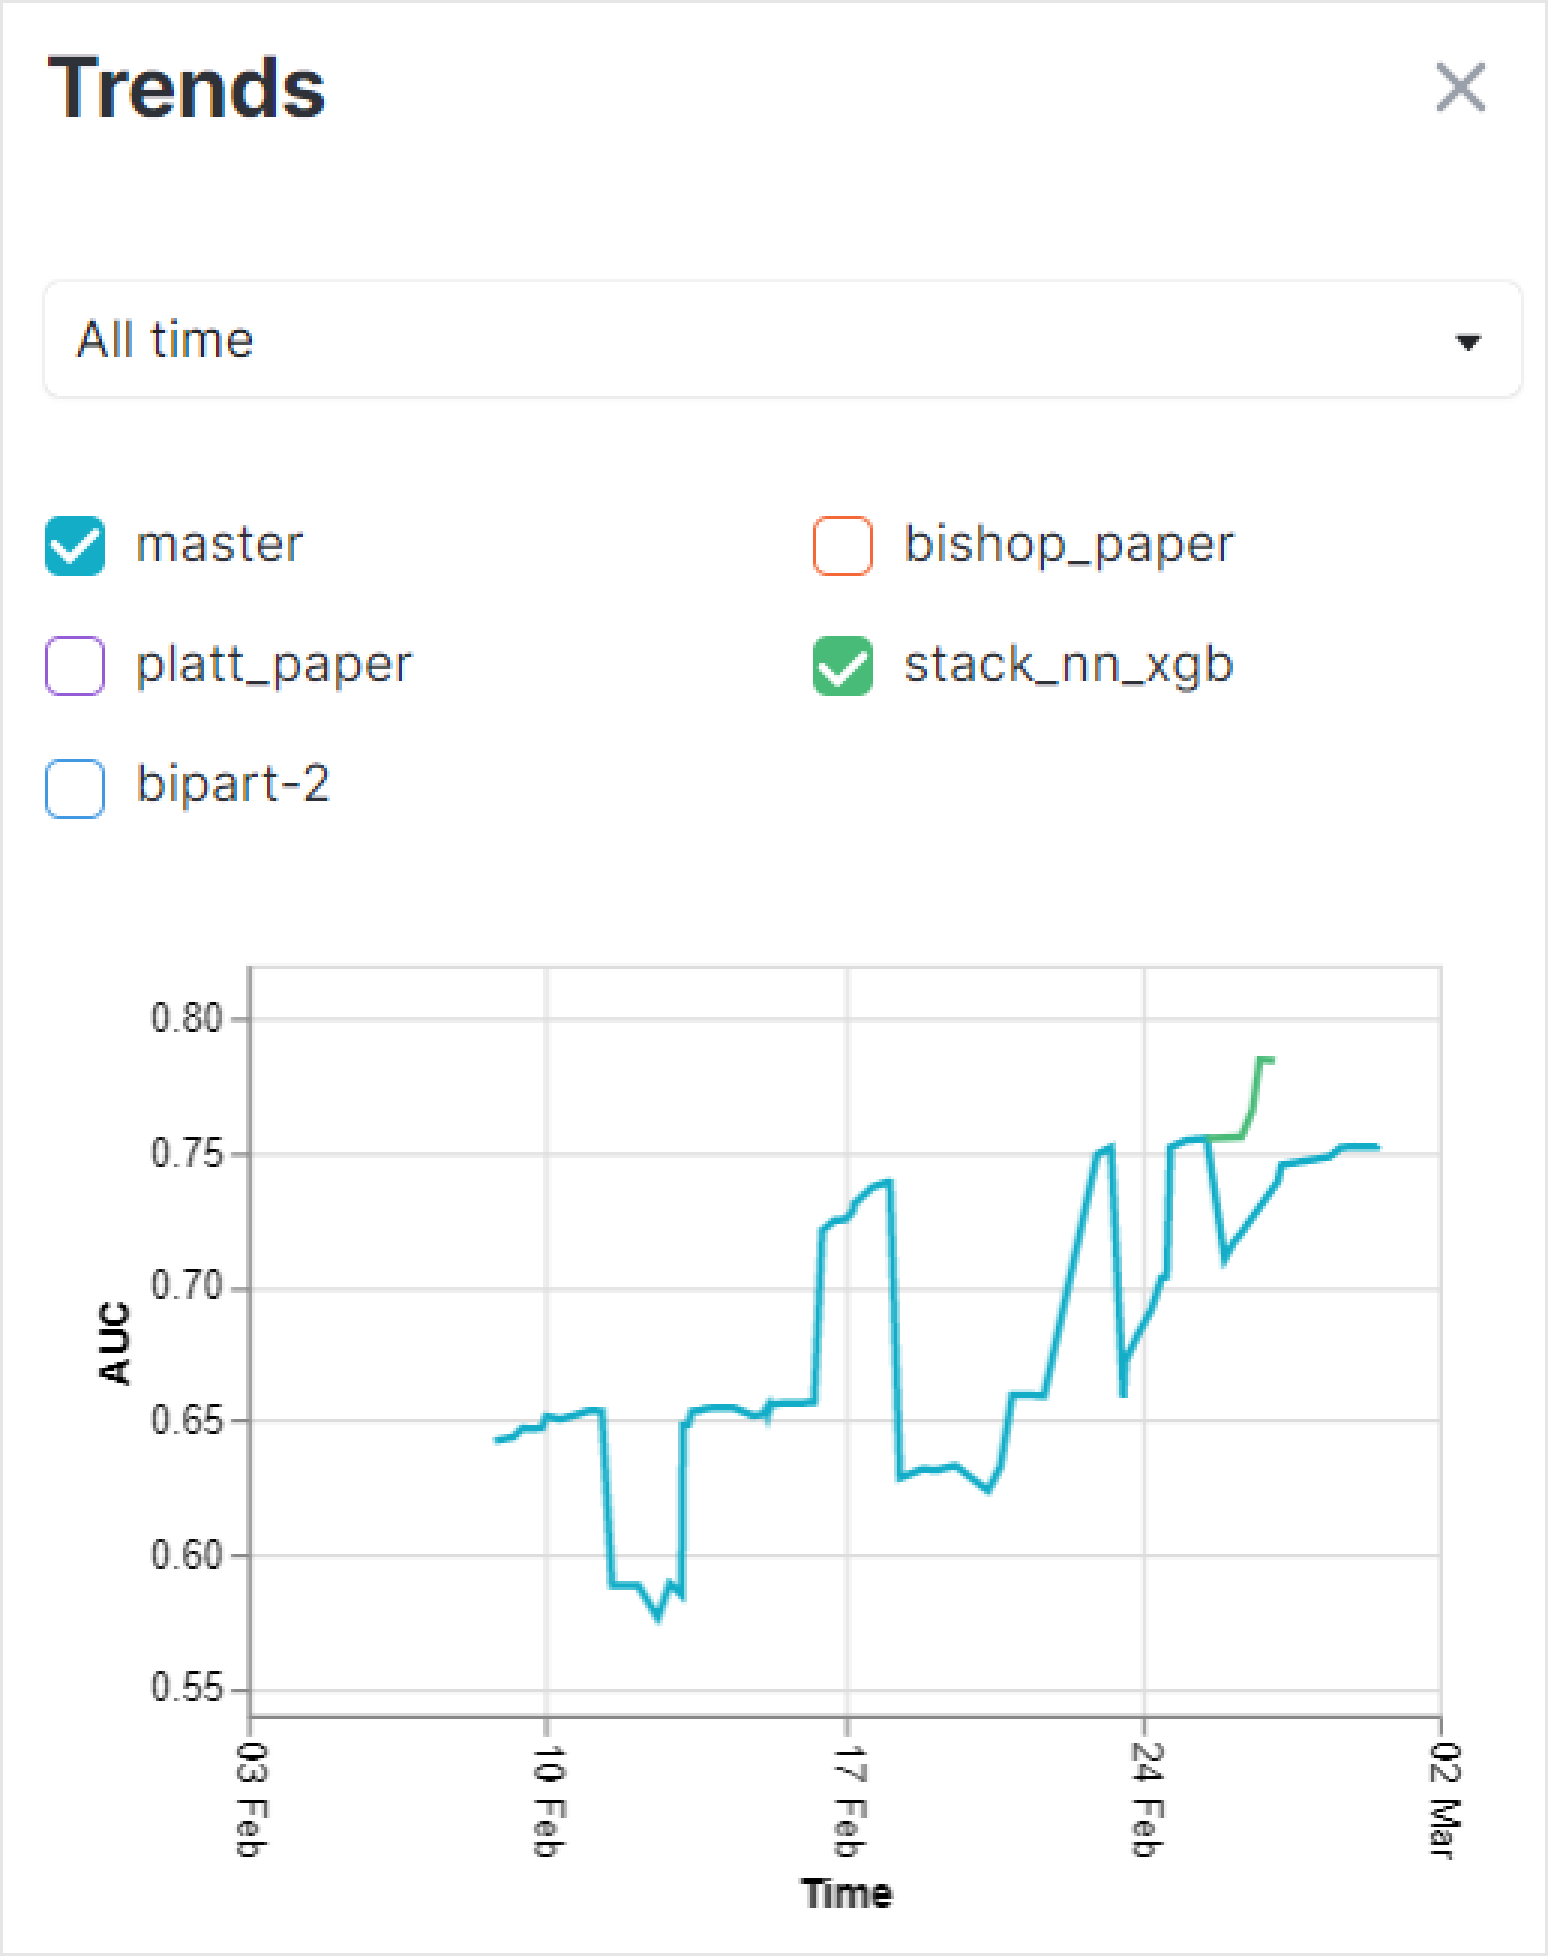 Trends
All time
master
bishop_paper
platt_paper
stack_nn_xgb
bipart-2
0.80
0.75
0.70
0.65
0.60
0.55
AUC
03 Feb
10 Feb
17 Feb
24 Feb
02 Mar
Time